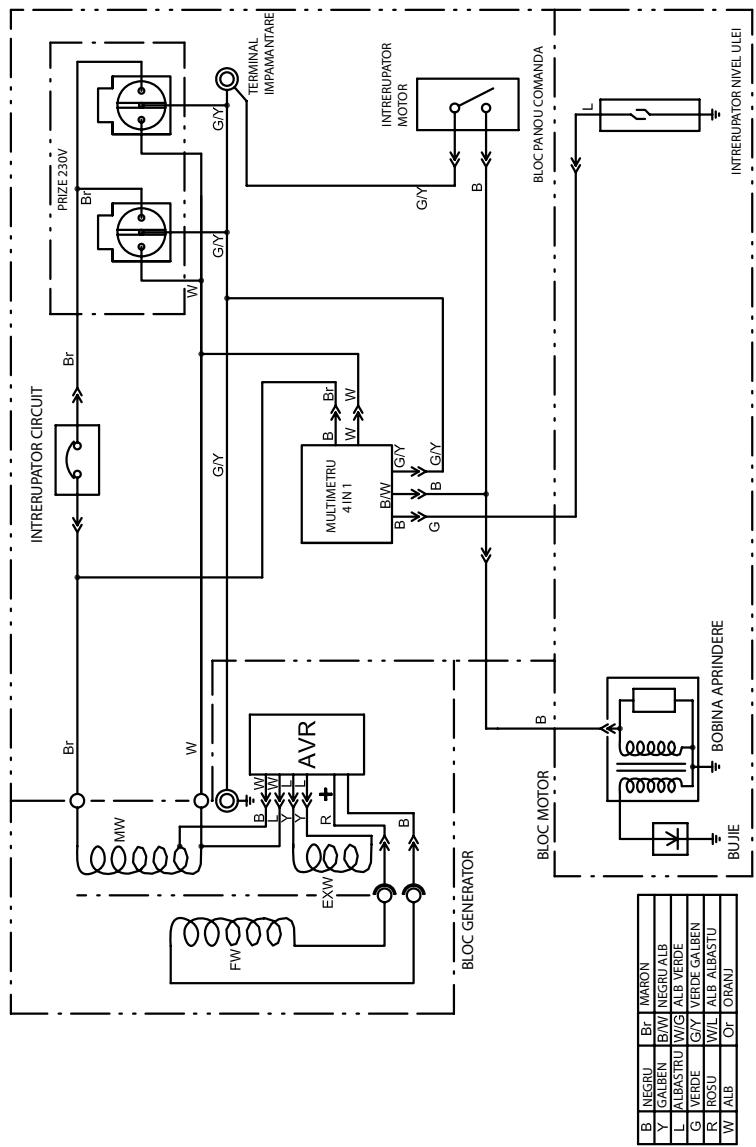 PRIZE 230V
Br
TERMINAL
IMPAMANTARE
INTRERUPATOR
MOTOR
BLOC PANOU COMANDA
INTRERUPATOR NIVEL ULEI
L
G/Y
G/Y
W
G/Y
B
Br
INTRERUPATOR CIRCUIT
G/Y
Br
W
B
W
MULTIMETRU
4 IN 1
G/Y
B/W
B
G/Y
B
G
Br
W
AVR
W
W
L
L
+
B
L
Y
Y
R
B
MW
EXW
FW
BLOC GENERATOR
BLOC MOTOR
B
BOBINA APRINDERE
BUJIE
B NEGRU Br MARON
Y GALBEN B/W NEGRU ALB
L ALBASTRU W/G ALB VERDE
G VERDE G/Y VERDE GALBEN
R ROSU W/L ALB ALBASTU
W ALB Or ORANJ